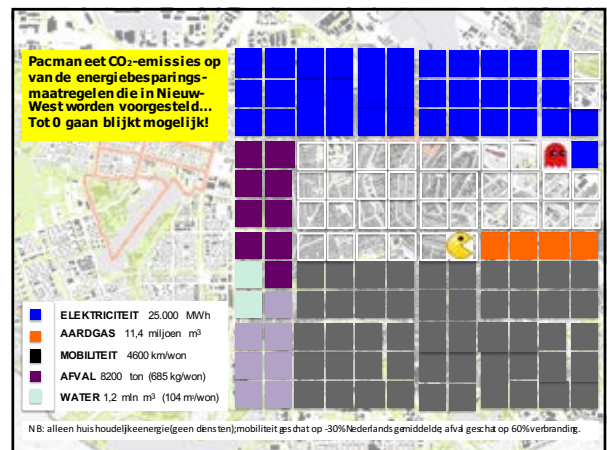 Pacman eet CO₂-emissies op
van de energiebesparings-
maatregelen die in Nieuw-
West worden voorgesteld...
Tot 0 gaan blijkt mogelijk!
ELEKTRICITEIT 25.000 MWh
AARDGAS 11,4 miljoen m³
MOBILITEIT 4600 km/won
AFVAL 8200 ton (685 kg/won)
WATER 1,2 mln m³ (104 m³/won)
NB: alleen huishoudelijke energie (geen diensten); mobiliteit geschat op -30% Nederlands gemiddelde, afval geschat op 60% verbranding.